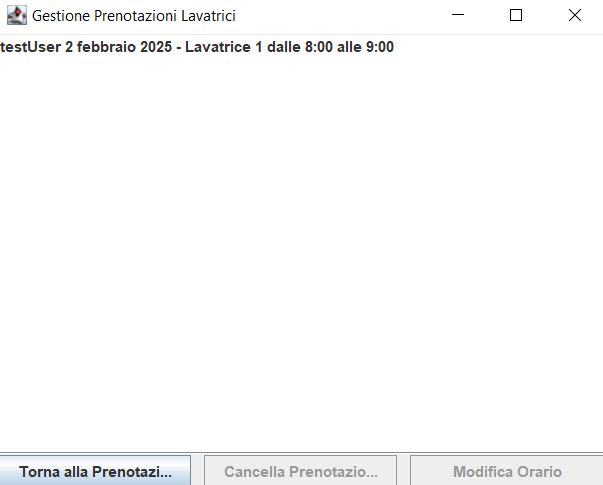 Gestione Prenotazioni Lavatrici
testUser 2 febbraio 2025 - Lavatrice 1 dalle 8:00 alle 9:00
Torna alla Prenotazi... Cancella Prenotazio... Modifica Orario